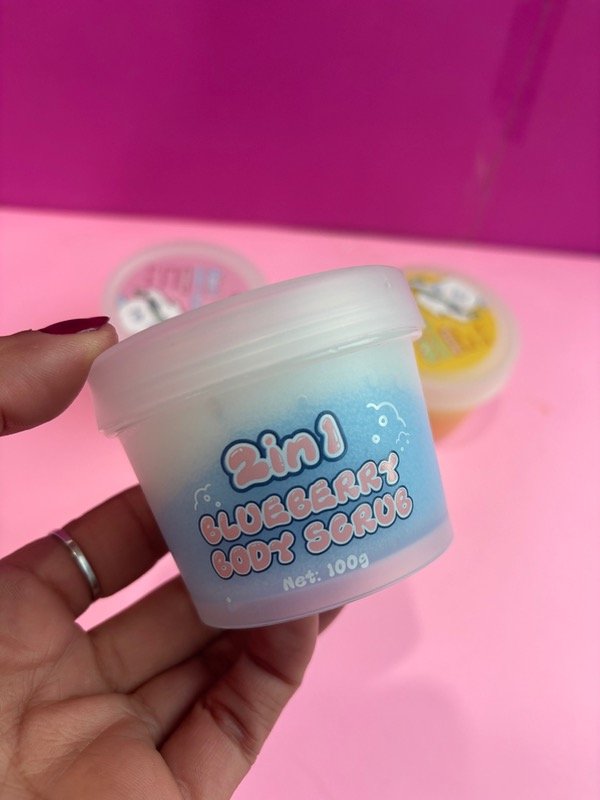 2in1
BLUEBERRY
BODY SCRUB
Net: 100g